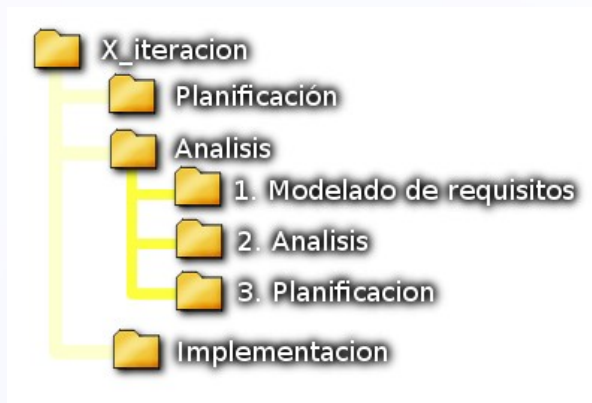 X_iteracion
Planificación
Analisis
1. Modelado de requisitos
2. Analisis
3. Planificacion
Implementacion